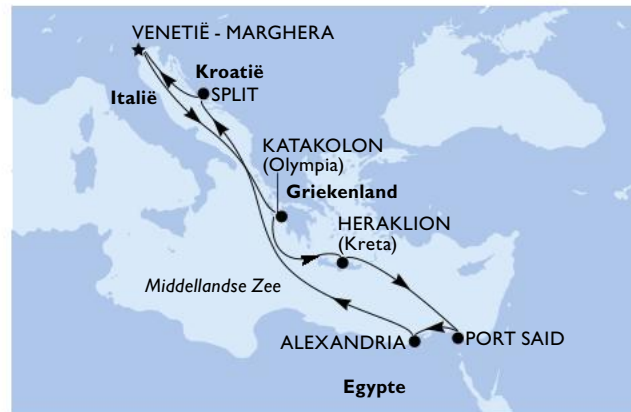 VENETIË - MARGHERA
Kroatië
SPLIT
Italië
KATAKOLON
(Olympia)
Griekenland
HERAKLION
(Kreta)
Middellandse Zee
ALEXANDRIA
PORT SAID
Egypte